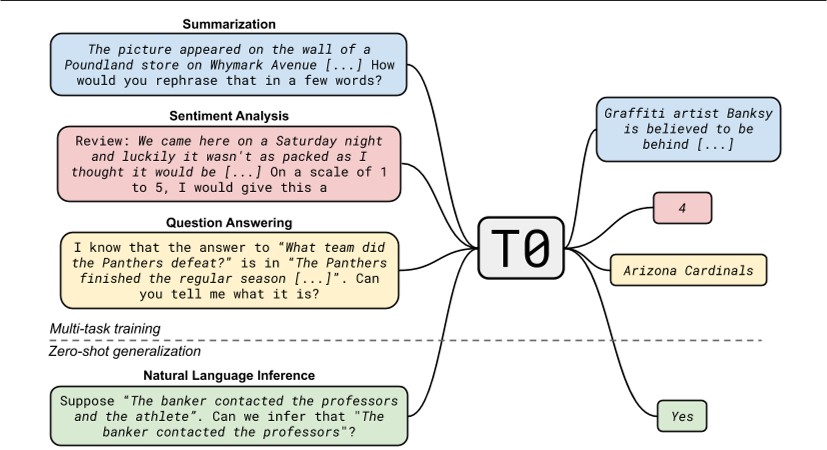 Summarization
The picture appeared on the wall of a
Poundland store on Whymark Avenue [...] How
would you rephrase that in a few words?
Sentiment Analysis
Review: We came here on a Saturday night
and luckily it wasn't as packed as I
thought it would be [...] On a scale of 1
to 5, I would give this a
Question Answering
I know that the answer to “What team did
the Panthers defeat?” is in “The Panthers
finished the regular season [...]”. Can
you tell me what it is?
Multi-task training
Zero-shot generalization
Natural Language Inference
Suppose “The banker contacted the professors
and the athlete”. Can we infer that "The
banker contacted the professors"?
T0
Graffiti artist Banksy
is believed to be
behind [...]
4
Arizona Cardinals
Yes